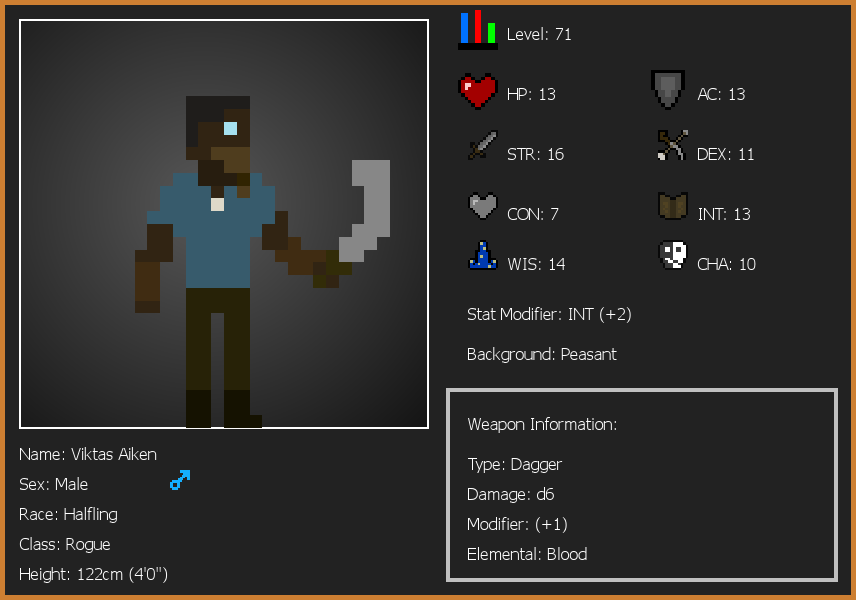 Level: 71
HP: 13
AC: 13
STR: 16
DEX: 11
CON: 7
INT: 13
WIS: 14
CHA: 10
Stat Modifier: INT (+2)
Background: Peasant
Weapon Information:
Type: Dagger
Damage: d6
Modifier: (+1)
Elemental: Blood
Name: Viktas Aiken
Sex: Male
Race: Halfling
Class: Rogue
Height: 122cm (4'0")